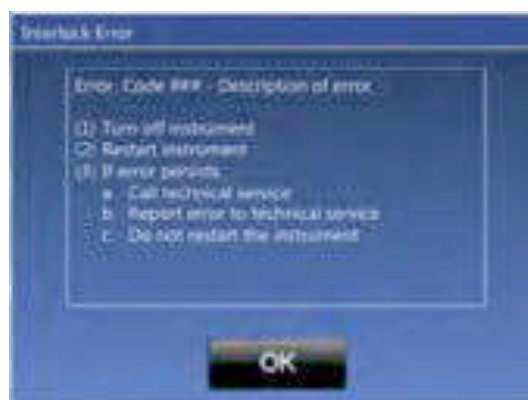 Interlock Error
Error: Code ### - Description of error
(1) Turn off instrument
(2) Restart instrument
(3) If error persists
a. Call technical service
b. Report error to technical service
c. Do not restart the instrument
OK